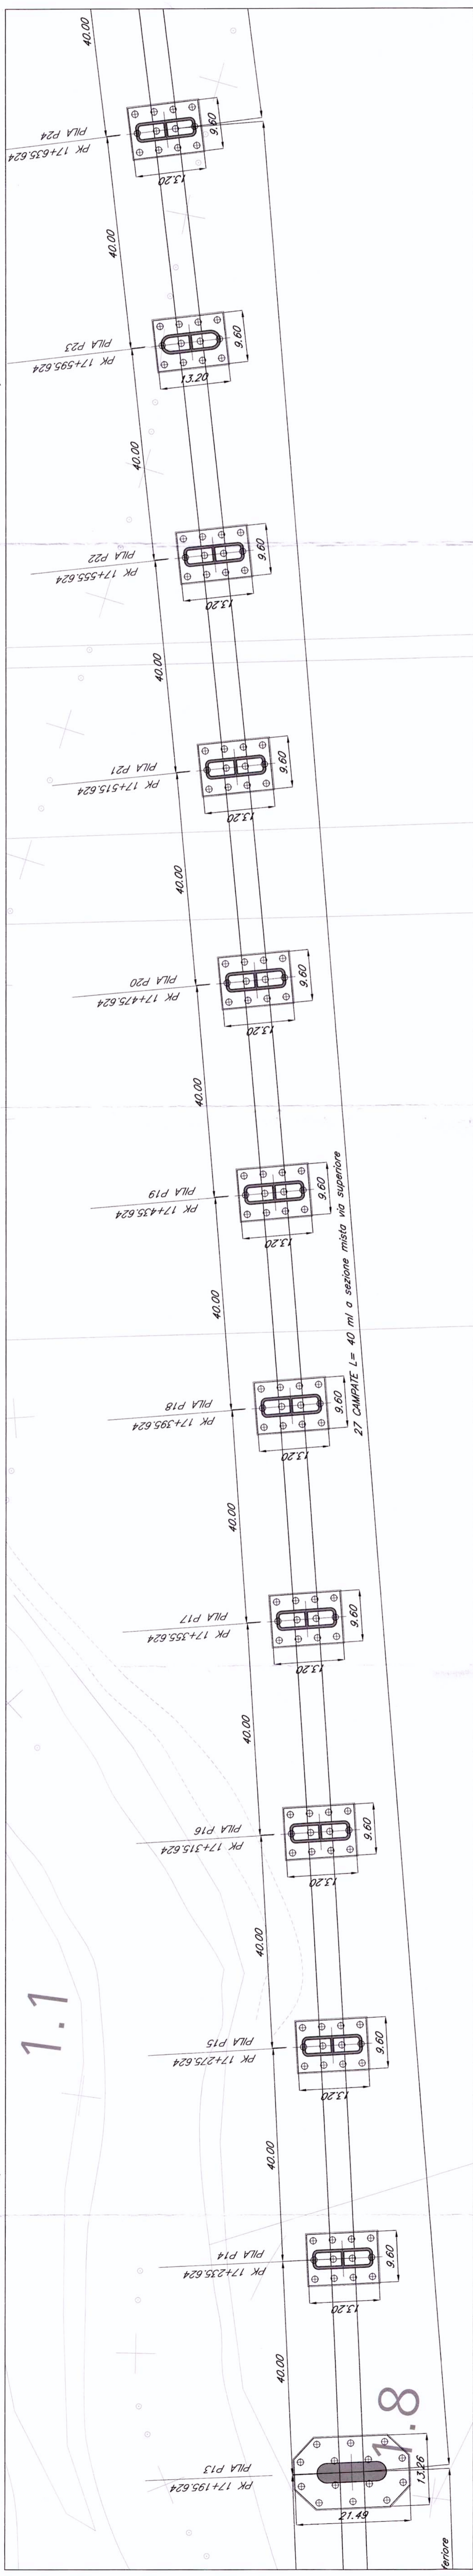 40.00
PILA P24
PK 17+635.624
9.60
13.20
40.00
PILA P23
PK 17+595.624
9.60
13.20
40.00
PILA P22
PK 17+555.624
9.60
13.20
40.00
PILA P21
PK 17+515.624
9.60
13.20
40.00
PILA P20
PK 17+475.624
9.60
13.20
40.00
PILA P19
PK 17+435.624
9.60
13.20
27 CAMPATE L= 40 ml a sezione mista via superiore
40.00
PILA P18
PK 17+395.624
9.60
13.20
40.00
PILA P17
PK 17+355.624
9.60
13.20
40.00
PILA P16
PK 17+315.624
9.60
13.20
40.00
1.1
PILA P15
PK 17+275.624
9.60
13.20
40.00
PILA P14
PK 17+235.624
9.60
13.20
40.00
1.8
PILA P13
PK 17+195.624
13.26
21.49
feriore